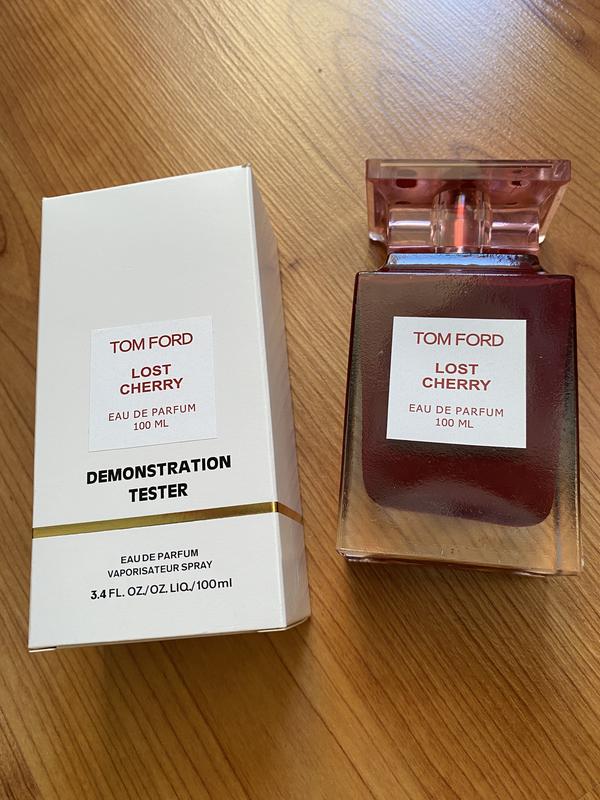 TOM FORD
LOST
CHERRY
EAU DE PARFUM
100 ML
DEMONSTRATION
TESTER
EAU DE PARFUM
VAPORISATEUR SPRAY
3.4 FL. OZ./OZ. LIQ./100ml
TOM FORD
LOST
CHERRY
EAU DE PARFUM
100 ML